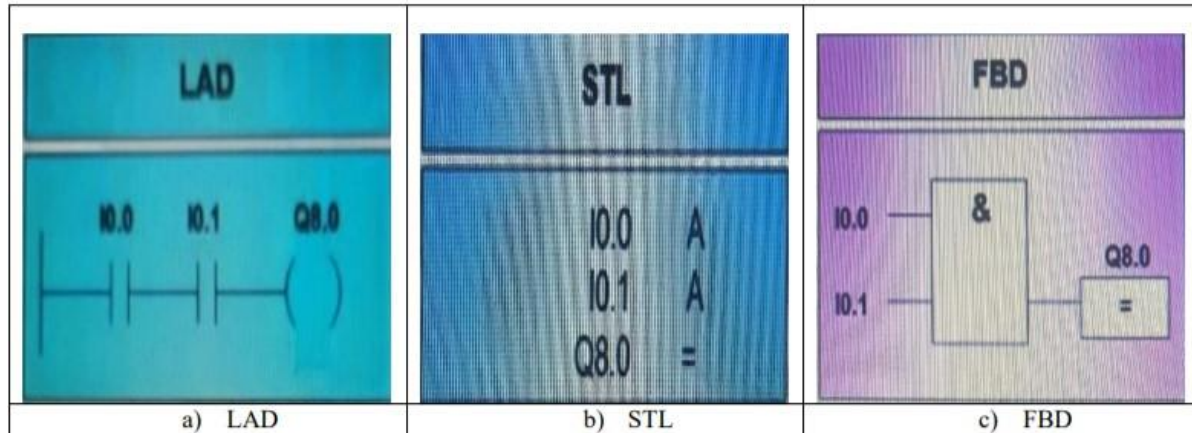 LAD
I0.0 I0.1 Q8.0
a) LAD
STL
I0.0 A
I0.1 A
Q8.0 =
b) STL
FBD
&
I0.0
Q8.0
I0.1
=
c) FBD